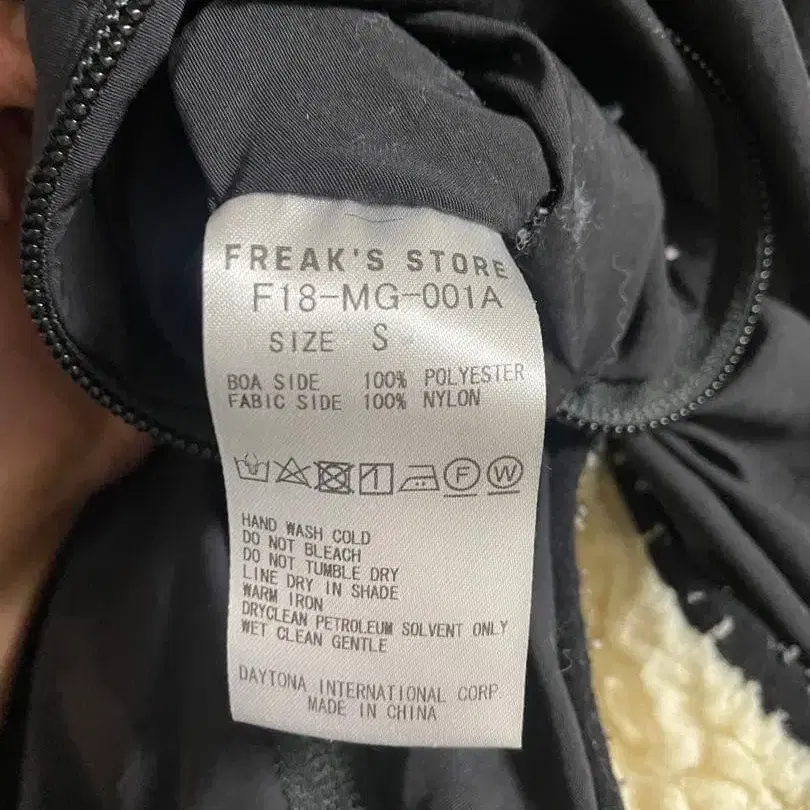 FREAK'S STORE
F18-MG-001A
SIZE S
BOA SIDE 100% POLYESTER
FABIC SIDE 100% NYLON
F W
HAND WASH COLD
DO NOT BLEACH
DO NOT TUMBLE DRY
LINE DRY IN SHADE
WARM IRON
DRYCLEAN PETROLEUM SOLVENT ONLY
WET CLEAN GENTLE
DAYTONA INTERNATIONAL CORP
MADE IN CHINA